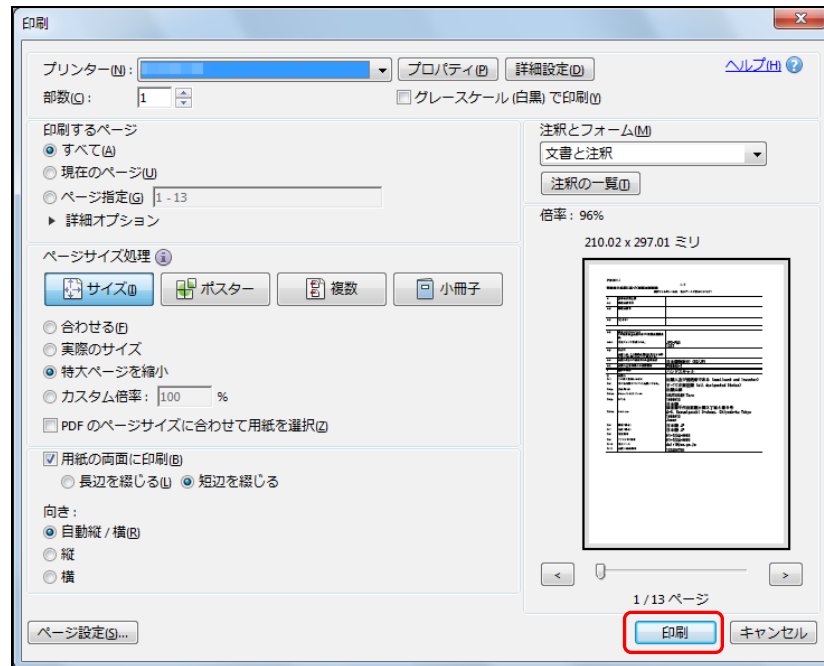 印刷
プリンター(N): プロパティ(P) 詳細設定(D) ヘルプ(H)
部数(C): 1 グレースケール (白黒) で印刷(Y)
印刷するページ
すべて(A)
現在のページ(U)
ページ指定(G) 1 - 13
詳細オプション
注釈とフォーム(M)
文書と注釈
注釈の一覧(T)
ページサイズ処理
サイズ(I) ポスター 複数 小冊子
合わせる(F)
実際のサイズ
特大ページを縮小
カスタム倍率: 100 %
PDF のページサイズに合わせて用紙を選択(Z)
用紙の両面に印刷(B)
長辺を綴じる(L) 短辺を綴じる
向き:
自動縦 / 横(R)
縦
横
倍率: 96%
210.02 x 297.01 ミリ
< >
1 / 13 ページ
ページ設定(S)... 印刷 キャンセル